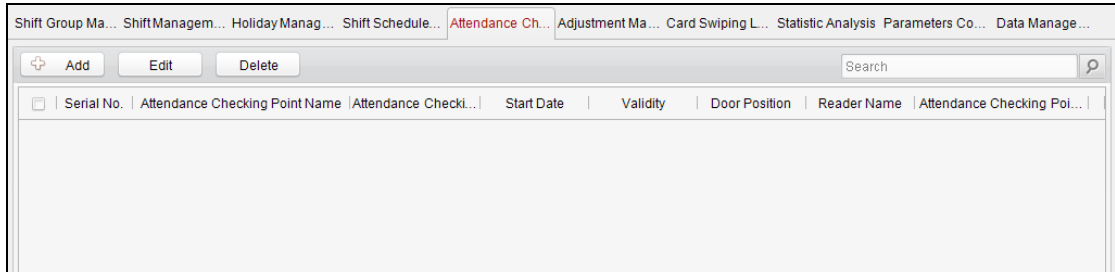 Shift Group Ma... Shift Managem... Holiday Manag... Shift Schedule... Attendance Ch... Adjustment Ma... Card Swiping L... Statistic Analysis Parameters Co... Data Manage...
Add Edit Delete Search
Serial No. Attendance Checking Point Name Attendance Checki... Start Date Validity Door Position Reader Name Attendance Checking Poi...